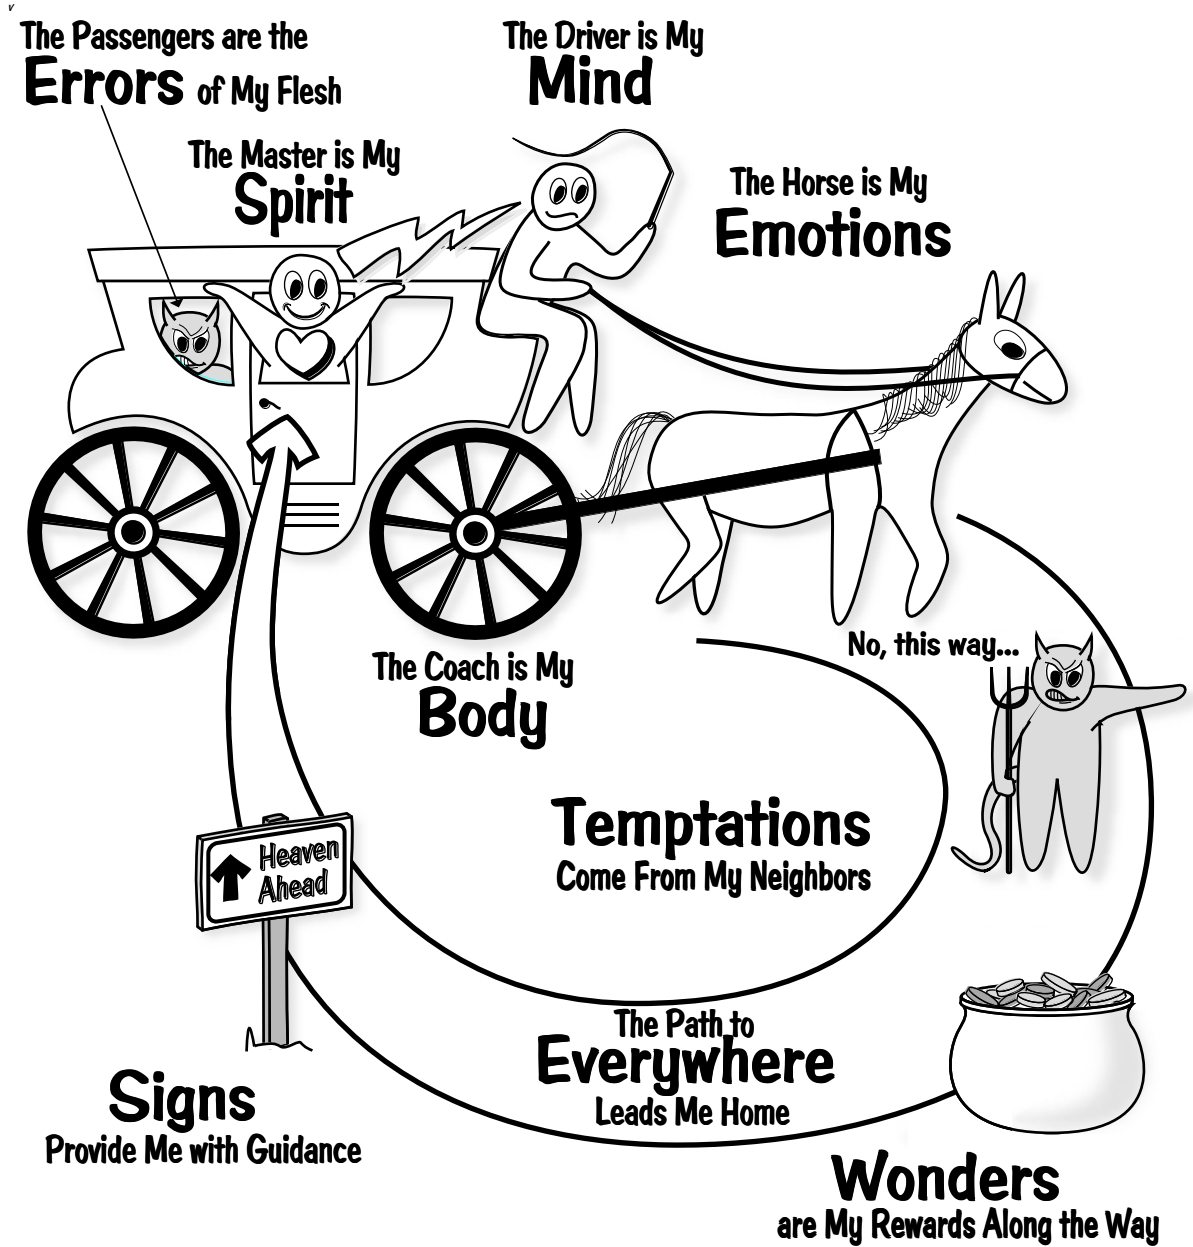 v
The Passengers are the
Errors of My Flesh
The Driver is My
Mind
The Master is My
Spirit
The Horse is My
Emotions
No, this way...
The Coach is My
Body
Temptations
Come From My Neighbors
Heaven
Ahead
The Path to
Everywhere
Leads Me Home
Signs
Provide Me with Guidance
Wonders
are My Rewards Along the Way